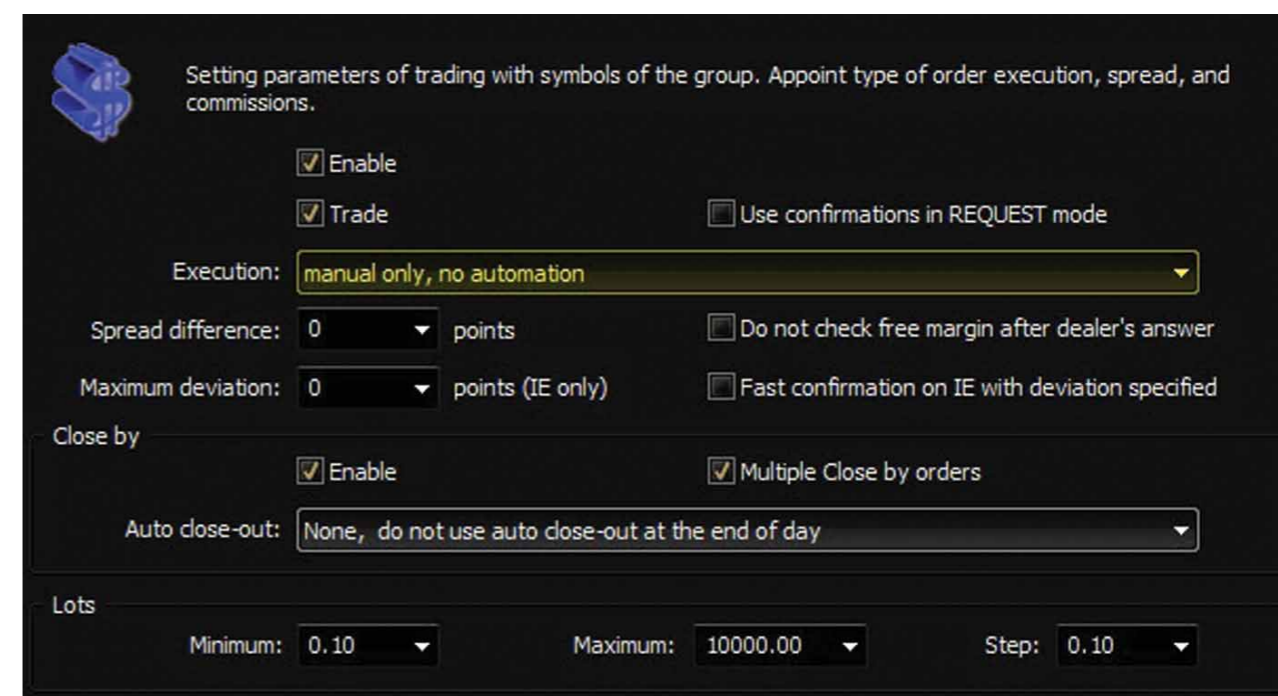 Setting parameters of trading with symbols of the group. Appoint type of order execution, spread, and
commissions.
Enable
Trade Use confirmations in REQUEST mode
Execution: manual only, no automation
Spread difference: 0 points Do not check free margin after dealer's answer
Maximum deviation: 0 points (IE only) Fast confirmation on IE with deviation specified
Close by
Enable Multiple Close by orders
Auto close-out: None, do not use auto close-out at the end of day
Lots
Minimum: 0.10 Maximum: 10000.00 Step: 0.10